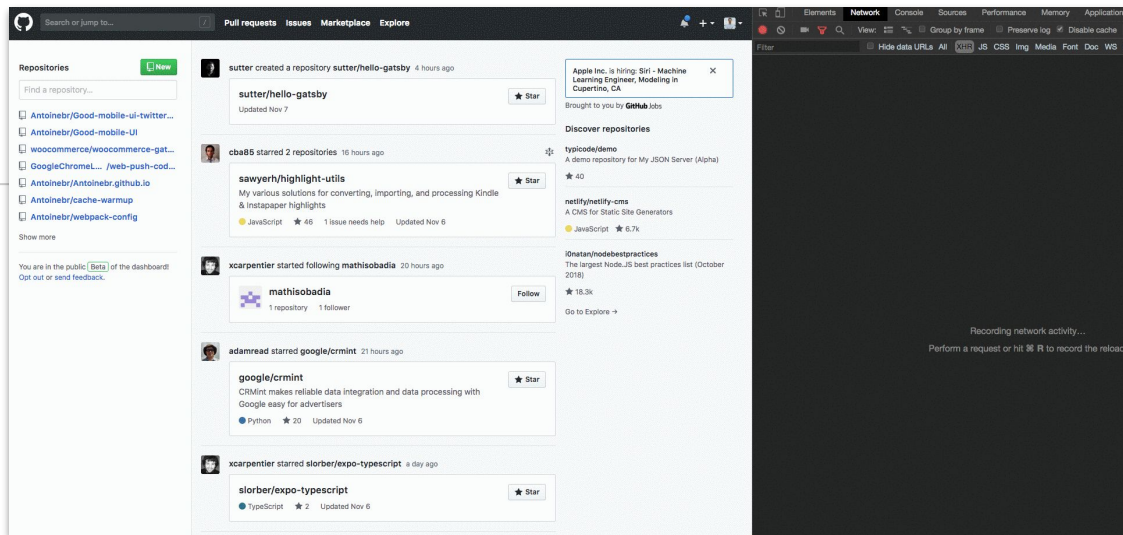 Search or jump to...
/
Pull requests Issues Marketplace Explore
Repositories
New
Find a repository...
Antoinebr/Good-mobile-ui-twitter...
Antoinebr/Good-mobile-UI
woocommerce/woocommerce-gat...
GoogleChromeL... /web-push-cod...
Antoinebr/Antoinebr.github.io
Antoinebr/cache-warmup
Antoinebr/webpack-config
Show more
You are in the public Beta of the dashboard!
Opt out or send feedback.
sutter created a repository sutter/hello-gatsby 4 hours ago
sutter/hello-gatsby
Star
Updated Nov 7
cba85 starred 2 repositories 16 hours ago
sawyerh/highlight-utils
Star
My various solutions for converting, importing, and processing Kindle
& Instapaper highlights
JavaScript 46 1 issue needs help Updated Nov 6
xcarpentier started following mathisobadia 20 hours ago
mathisobadia
Follow
1 repository 1 follower
adamread starred google/crmint 21 hours ago
google/crmint
Star
CRMint makes reliable data integration and data processing with
Google easy for advertisers
Python 20 Updated Nov 6
xcarpentier starred slorber/expo-typescript a day ago
slorber/expo-typescript
Star
TypeScript 2 Updated Nov 6
Apple Inc. is hiring: Siri - Machine
Learning Engineer, Modeling in
Cupertino, CA
Brought to you by GitHub Jobs
Discover repositories
typicode/demo
A demo repository for My JSON Server (Alpha)
40
netlify/netlify-cms
A CMS for Static Site Generators
JavaScript 6.7k
i0natan/nodebestpractices
The largest Node.JS best practices list (October
2018)
18.3k
Go to Explore →
Elements Network Console Sources Performance Memory Application
View: Group by frame Preserve log Disable cache
Filter Hide data URLs All XHR JS CSS Img Media Font Doc WS
Recording network activity...
Perform a request or hit ⌘ R to record the reload